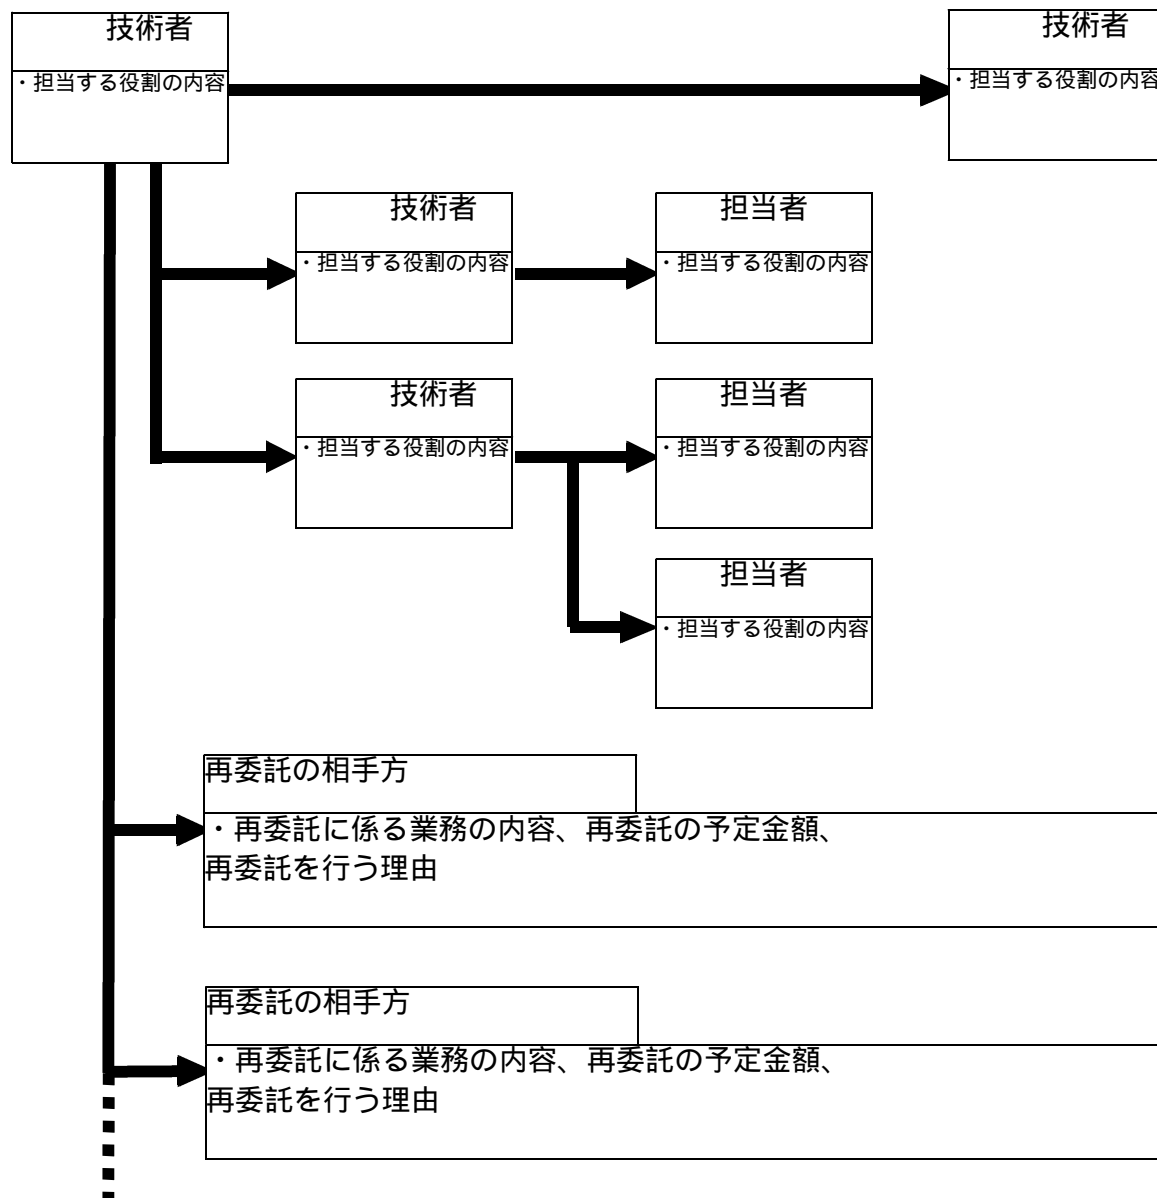 技術者
・担当する役割の内容
技術者
・担当する役割の内容
技術者
・担当する役割の内容
担当者
・担当する役割の内容
技術者
・担当する役割の内容
担当者
・担当する役割の内容
担当者
・担当する役割の内容
再委託の相手方
・再委託に係る業務の内容、再委託の予定金額、
再委託を行う理由
再委託の相手方
・再委託に係る業務の内容、再委託の予定金額、
再委託を行う理由